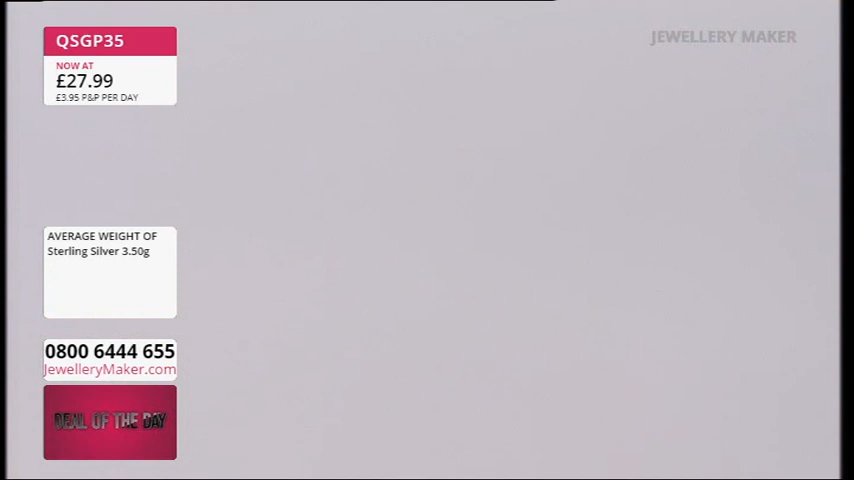 QSGP35
JEWELLERY MAKER
NOW AT
£27.99
£3.95 P&P PER DAY
AVERAGE WEIGHT OF
Sterling Silver 3.50g
0800 6444 655
JewelleryMaker.com
DEAL OF THE DAY